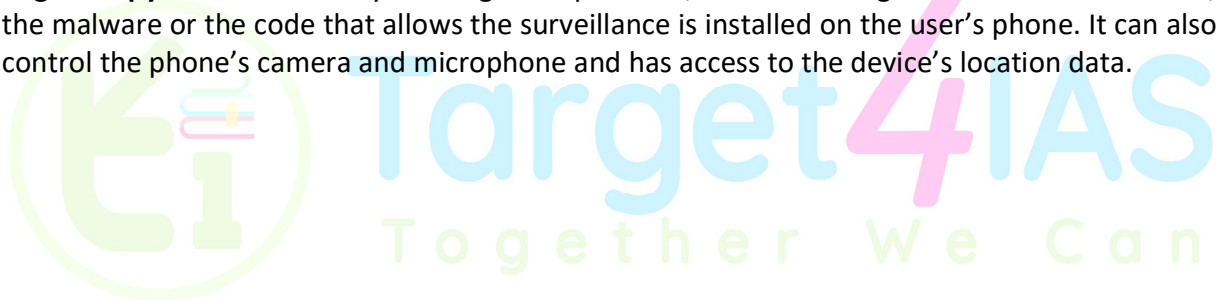 the malware or the code that allows the surveillance is installed on the user's phone. It can also
control the phone's camera and microphone and has access to the device's location data.
Target4IAS
Together We Can